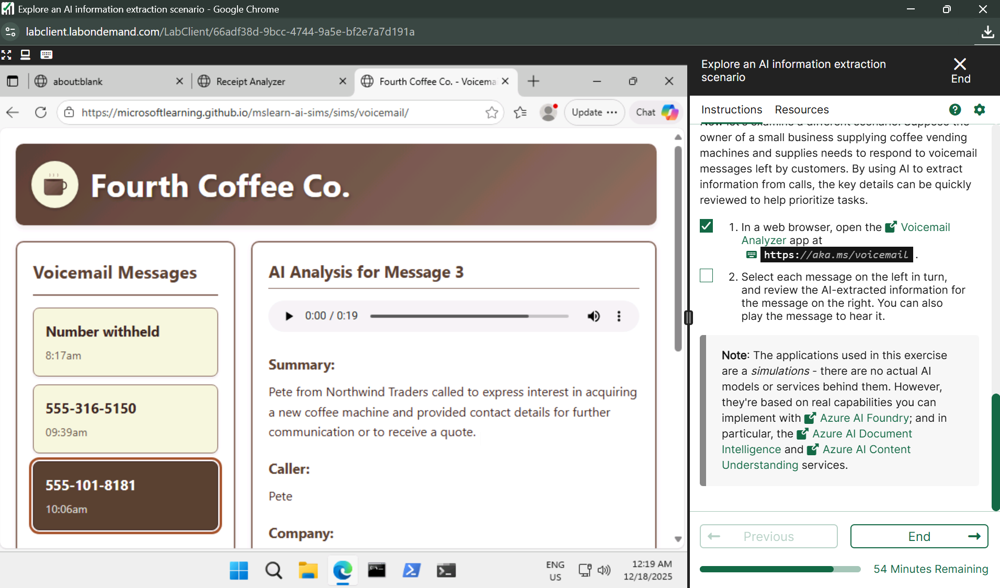 Explore an AI information extraction scenario - Google Chrome
labclient.labondemand.com/LabClient/66adf38d-9bcc-4744-9a5e-bf2e7a7d191a
about:blank
Receipt Analyzer
Fourth Coffee Co. - Voicema
https://microsoftlearning.github.io/mslearn-ai-sims/sims/voicemail/
Update
Chat
Fourth Coffee Co.
Voicemail Messages
Number withheld
8:17am
555-316-5150
09:39am
555-101-8181
10:06am
AI Analysis for Message 3
0:00 / 0:19
Summary:
Pete from Northwind Traders called to express interest in acquiring
a new coffee machine and provided contact details for further
communication or to receive a quote.
Caller:
Pete
Company:
ENG
US
12:19 AM
12/18/2025
Explore an AI information extraction
scenario
End
Instructions
Resources
Now let's examine a different scenario. Suppose the
owner of a small business supplying coffee vending
machines and supplies needs to respond to voicemail
messages left by customers. By using AI to extract
information from calls, the key details can be quickly
reviewed to help prioritize tasks.
1. In a web browser, open the Voicemail
Analyzer app at
https://aka.ms/voicemail .
2. Select each message on the left in turn,
and review the AI-extracted information for
the message on the right. You can also
play the message to hear it.
Note: The applications used in this exercise
are a simulations - there are no actual AI
models or services behind them. However,
they're based on real capabilities you can
implement with Azure AI Foundry; and in
particular, the Azure AI Document
Intelligence and Azure AI Content
Understanding services.
Previous
End
54 Minutes Remaining